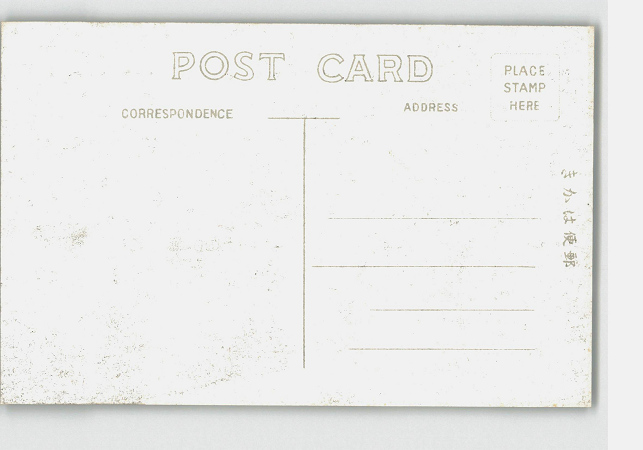 POST CARD
CORRESPONDENCE
ADDRESS
PLACE
STAMP
HERE
きかは便郵